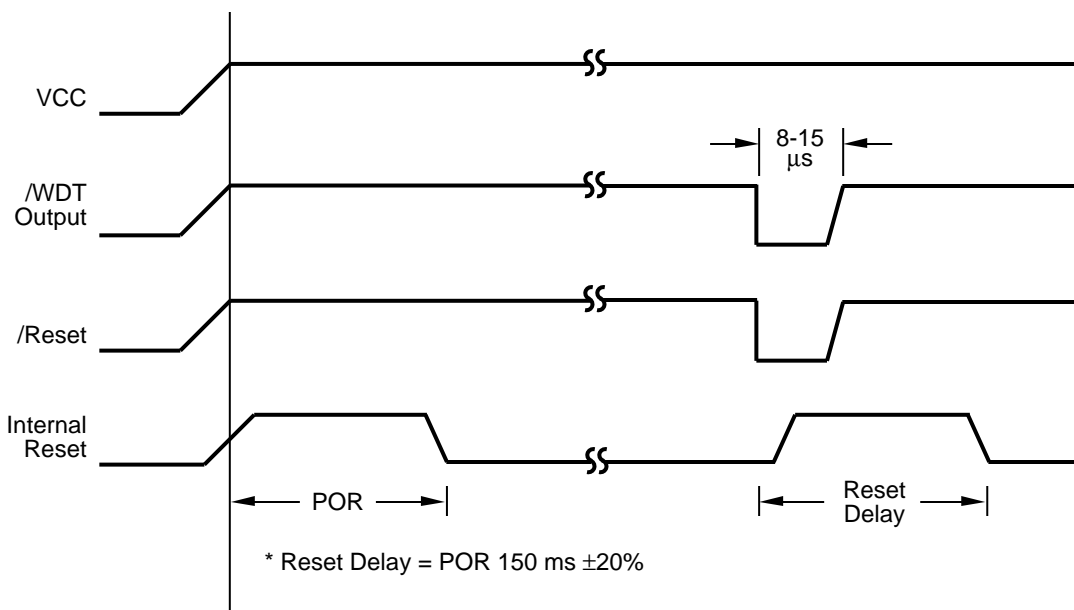 VCC
8-15
µs
/WDT
Output
/Reset
Internal
Reset
POR
Reset
Delay
* Reset Delay = POR 150 ms ±20%